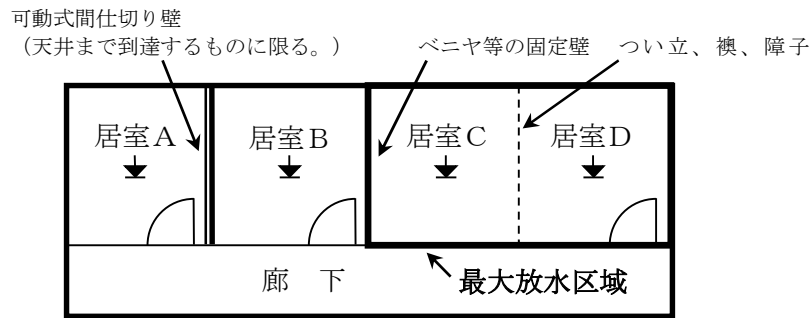 可動式間仕切り壁
（天井まで到達するものに限る。）
ベニヤ等の固定壁
つい立、襖、障子
居室A
居室B
居室C
居室D
廊 下
最大放水区域